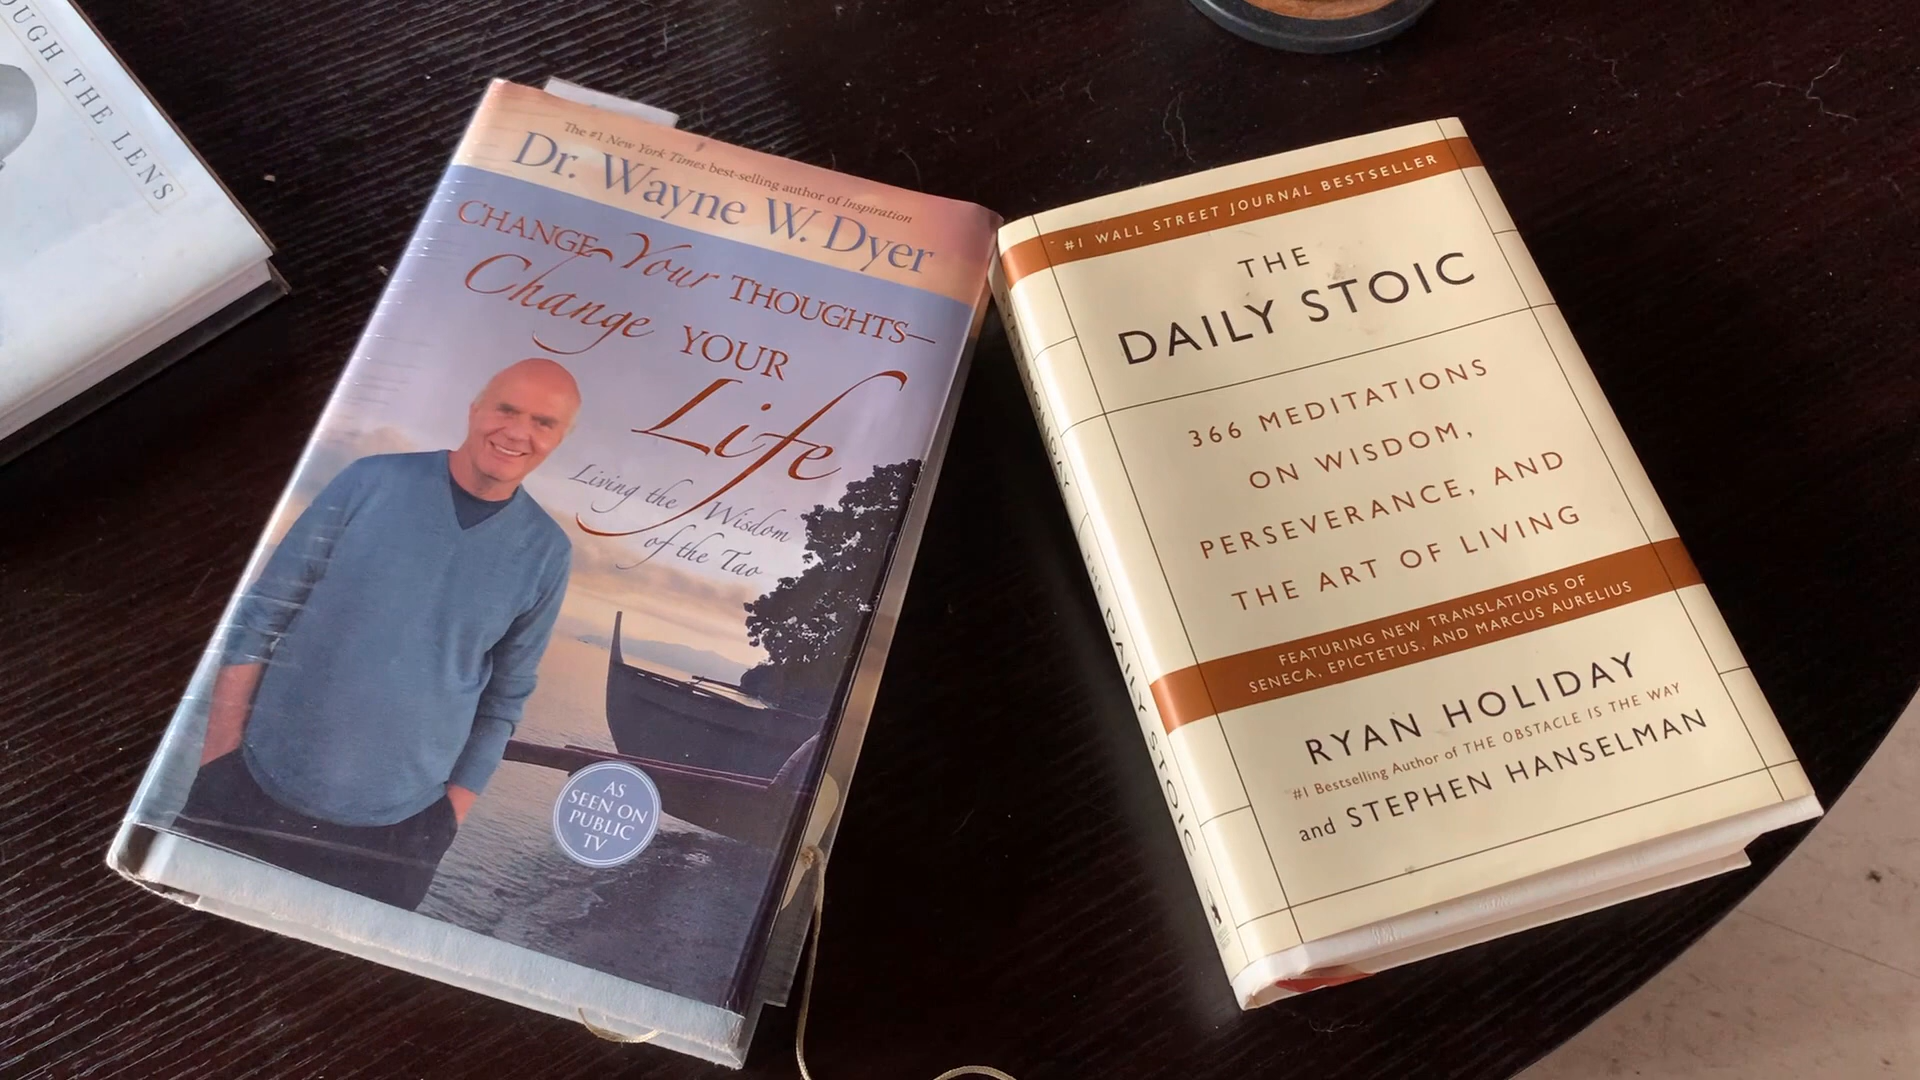 OUGH THE LENS
The #1 New York Times best-selling author of Inspiration
Dr. Wayne W. Dyer
CHANGE Your THOUGHTS—
Change YOUR
Life
Living the Wisdom
of the Tao
AS
SEEN ON
PUBLIC
TV
#1 WALL STREET JOURNAL BESTSELLER
THE
DAILY STOIC
366 MEDITATIONS
ON WISDOM,
PERSEVERANCE, AND
THE ART OF LIVING
FEATURING NEW TRANSLATIONS OF
SENECA, EPICTETUS, AND MARCUS AURELIUS
RYAN HOLIDAY
#1 Bestselling Author of THE OBSTACLE IS THE WAY
and STEPHEN HANSELMAN
HOLIDAY
THE DAILY STOIC